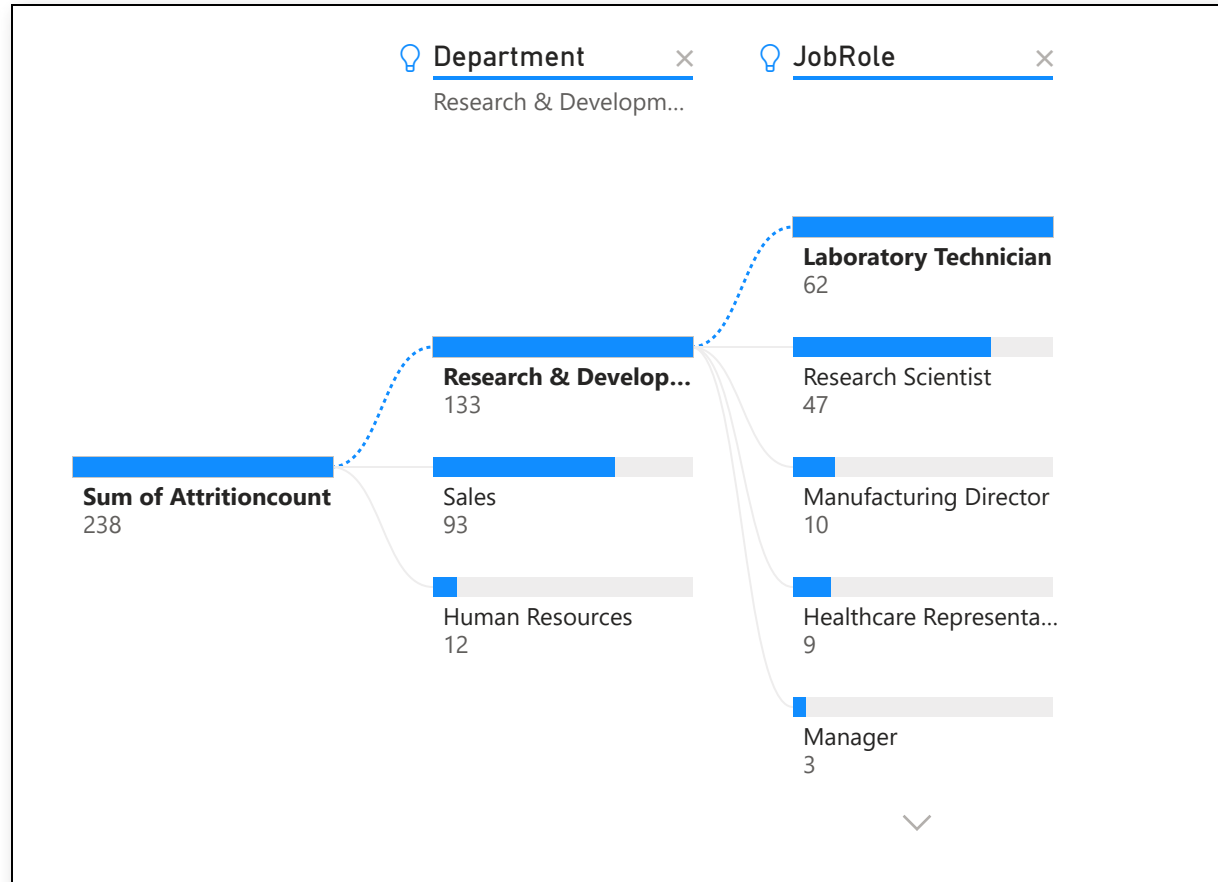 Department
JobRole
Research & Developm...
Laboratory Technician
62
Research & Develop...
133
Research Scientist
47
Sum of Attritioncount
238
Sales
93
Manufacturing Director
10
Human Resources
12
Healthcare Representa...
9
Manager
3